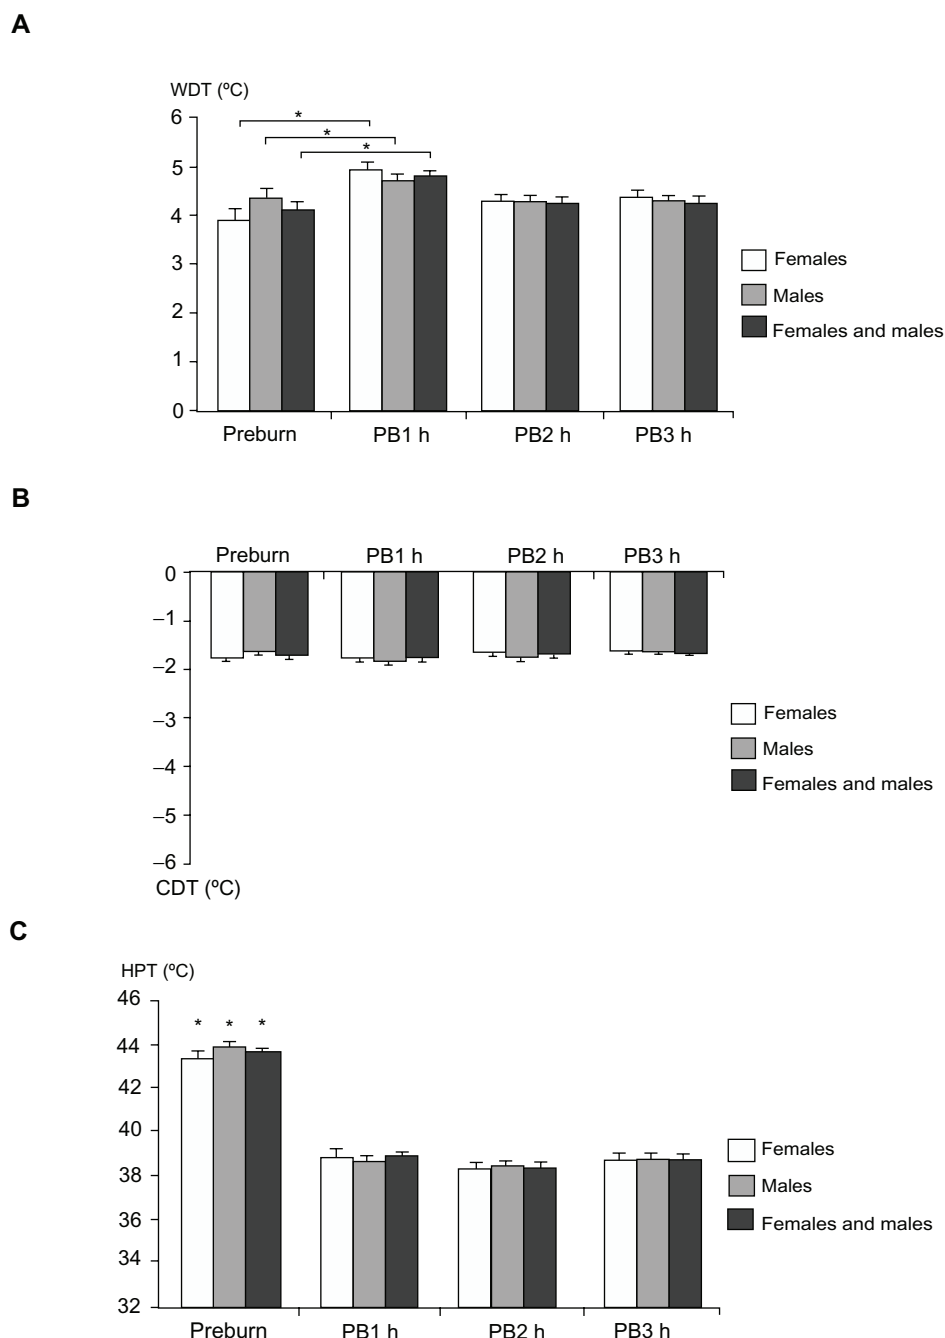 A
WDT (ºC)
6
5
4
3
2
1
0
* * *
Preburn PB1 h PB2 h PB3 h
Females
Males
Females and males
B
Preburn PB1 h PB2 h PB3 h
0
–1
–2
–3
–4
–5
–6
CDT (ºC)
Females
Males
Females and males
C
HPT (ºC)
46
44
42
40
38
36
34
32
* * *
Preburn PB1 h PB2 h PB3 h
Females
Males
Females and males